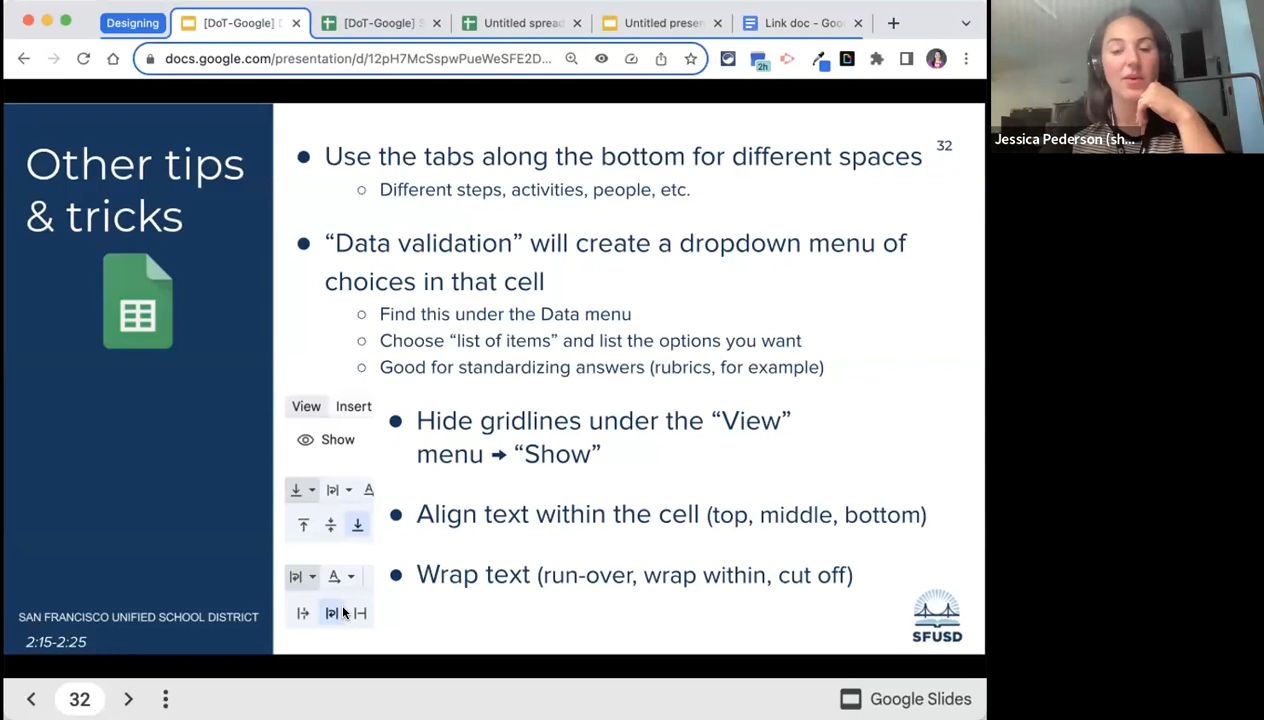 Designing
[DoT-Google]
[DoT-Google] S
Untitled spread
Untitled presen
Link doc - Goo
docs.google.com/presentation/d/12pH7McSspwPueWeSFE2D...
2h
Jessica Pederson (sh...
Other tips
& tricks
32
● Use the tabs along the bottom for different spaces
○ Different steps, activities, people, etc.
● “Data validation” will create a dropdown menu of
choices in that cell
○ Find this under the Data menu
○ Choose “list of items” and list the options you want
○ Good for standardizing answers (rubrics, for example)
View Insert
Show
● Hide gridlines under the “View”
menu → “Show”
● Align text within the cell (top, middle, bottom)
● Wrap text (run-over, wrap within, cut off)
SAN FRANCISCO UNIFIED SCHOOL DISTRICT
2:15-2:25
SFUSD
32
Google Slides